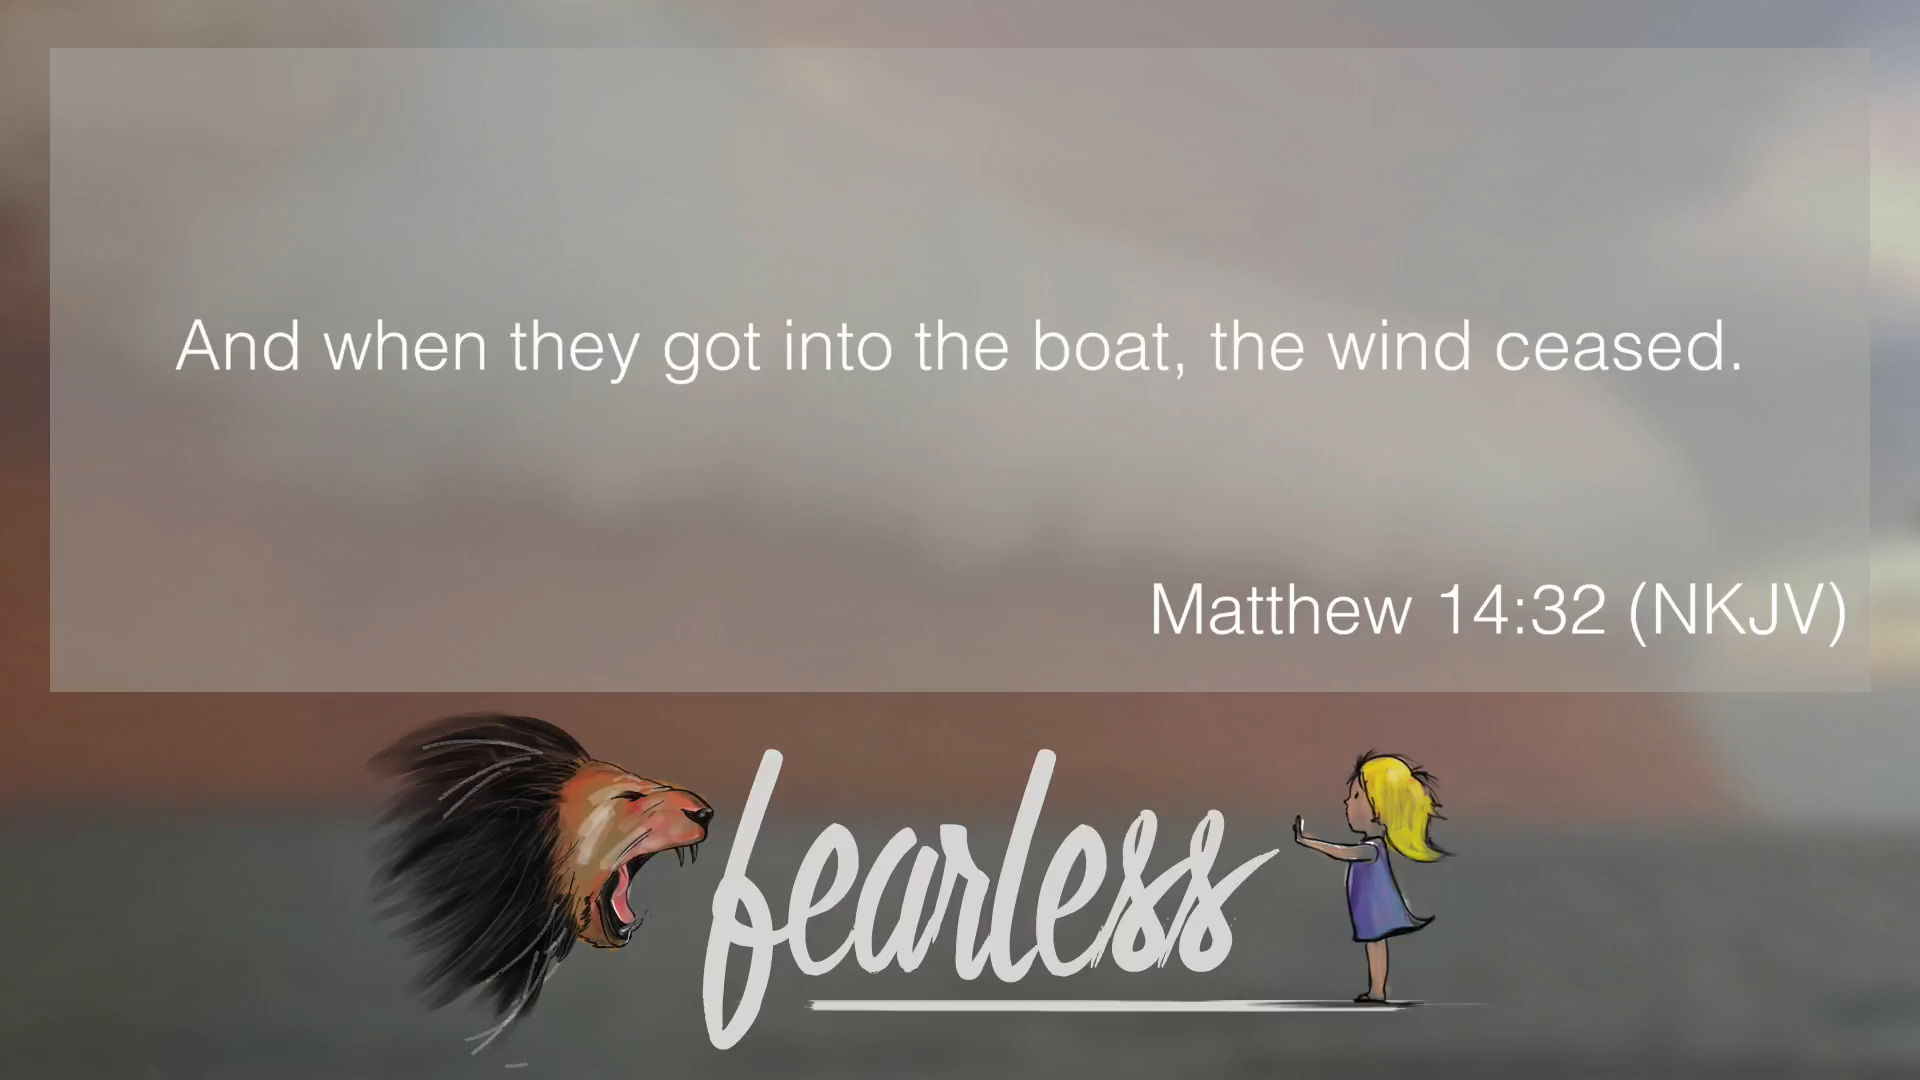 And when they got into the boat, the wind ceased.
Matthew 14:32 (NKJV)
fearless